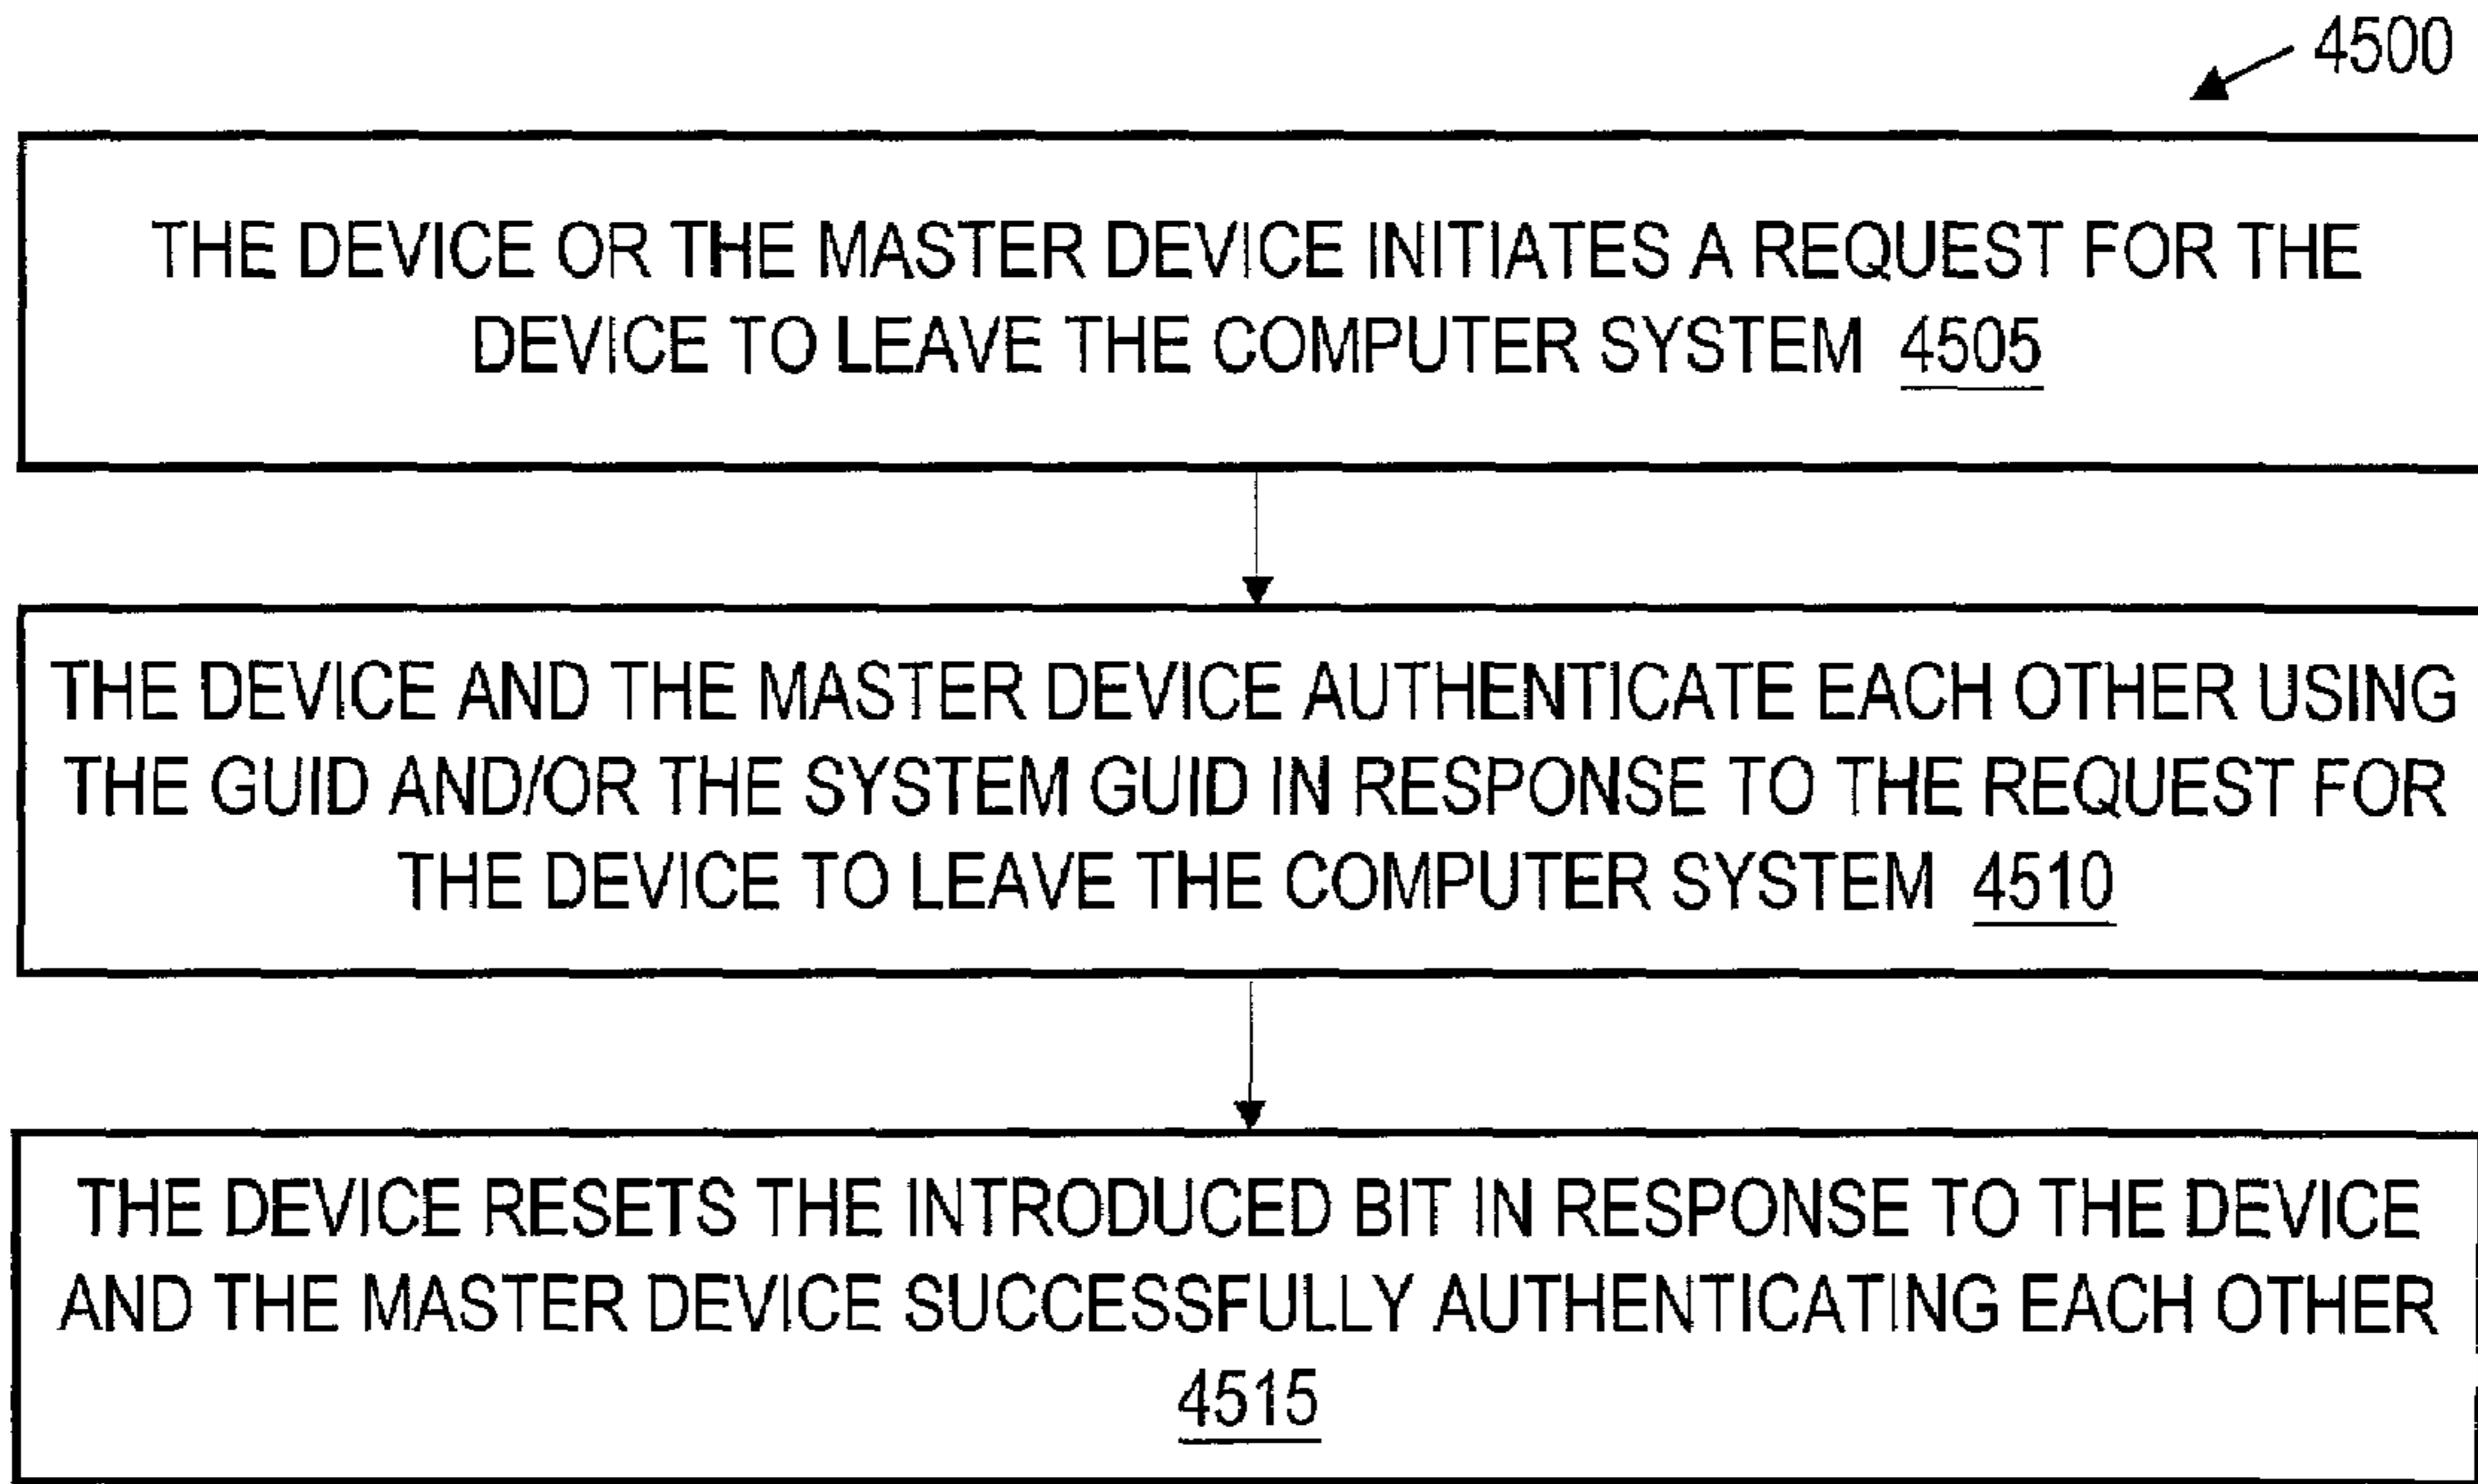 4500
THE DEVICE OR THE MASTER DEVICE INITIATES A REQUEST FOR THE
DEVICE TO LEAVE THE COMPUTER SYSTEM 4505
THE DEVICE AND THE MASTER DEVICE AUTHENTICATE EACH OTHER USING
THE GUID AND/OR THE SYSTEM GUID IN RESPONSE TO THE REQUEST FOR
THE DEVICE TO LEAVE THE COMPUTER SYSTEM 4510
THE DEVICE RESETS THE INTRODUCED BIT IN RESPONSE TO THE DEVICE
AND THE MASTER DEVICE SUCCESSFULLY AUTHENTICATING EACH OTHER
4515